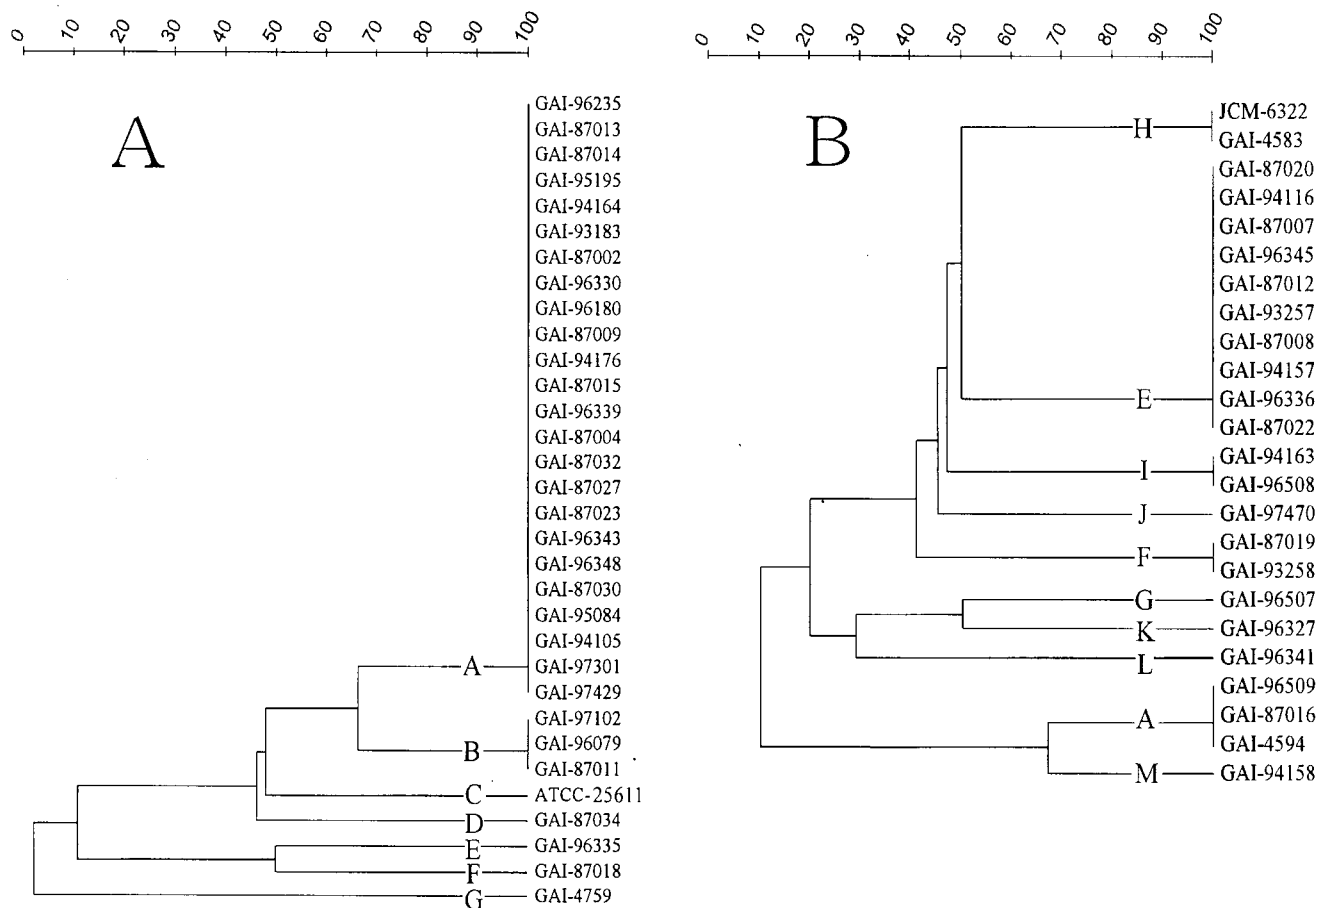 0 10 20 30 40 50 60 70 80 90 100
A
GAI-96235
GAI-87013
GAI-87014
GAI-95195
GAI-94164
GAI-93183
GAI-87002
GAI-96330
GAI-96180
GAI-87009
GAI-94176
GAI-87015
GAI-96339
GAI-87004
GAI-87032
GAI-87027
GAI-87023
GAI-96343
GAI-96348
GAI-87030
GAI-95084
GAI-94105
A GAI-97301
GAI-97429
GAI-97102
B GAI-96079
GAI-87011
C ATCC-25611
D GAI-87034
E GAI-96335
F GAI-87018
G GAI-4759
0 10 20 30 40 50 60 70 80 90 100
B
JCM-6322
H
GAI-4583
GAI-87020
GAI-94116
GAI-87007
GAI-96345
GAI-87012
GAI-93257
GAI-87008
GAI-94157
E GAI-96336
GAI-87022
GAI-94163
I
GAI-96508
J GAI-97470
GAI-87019
F
GAI-93258
G GAI-96507
K GAI-96327
L GAI-96341
GAI-96509
A GAI-87016
GAI-4594
M GAI-94158